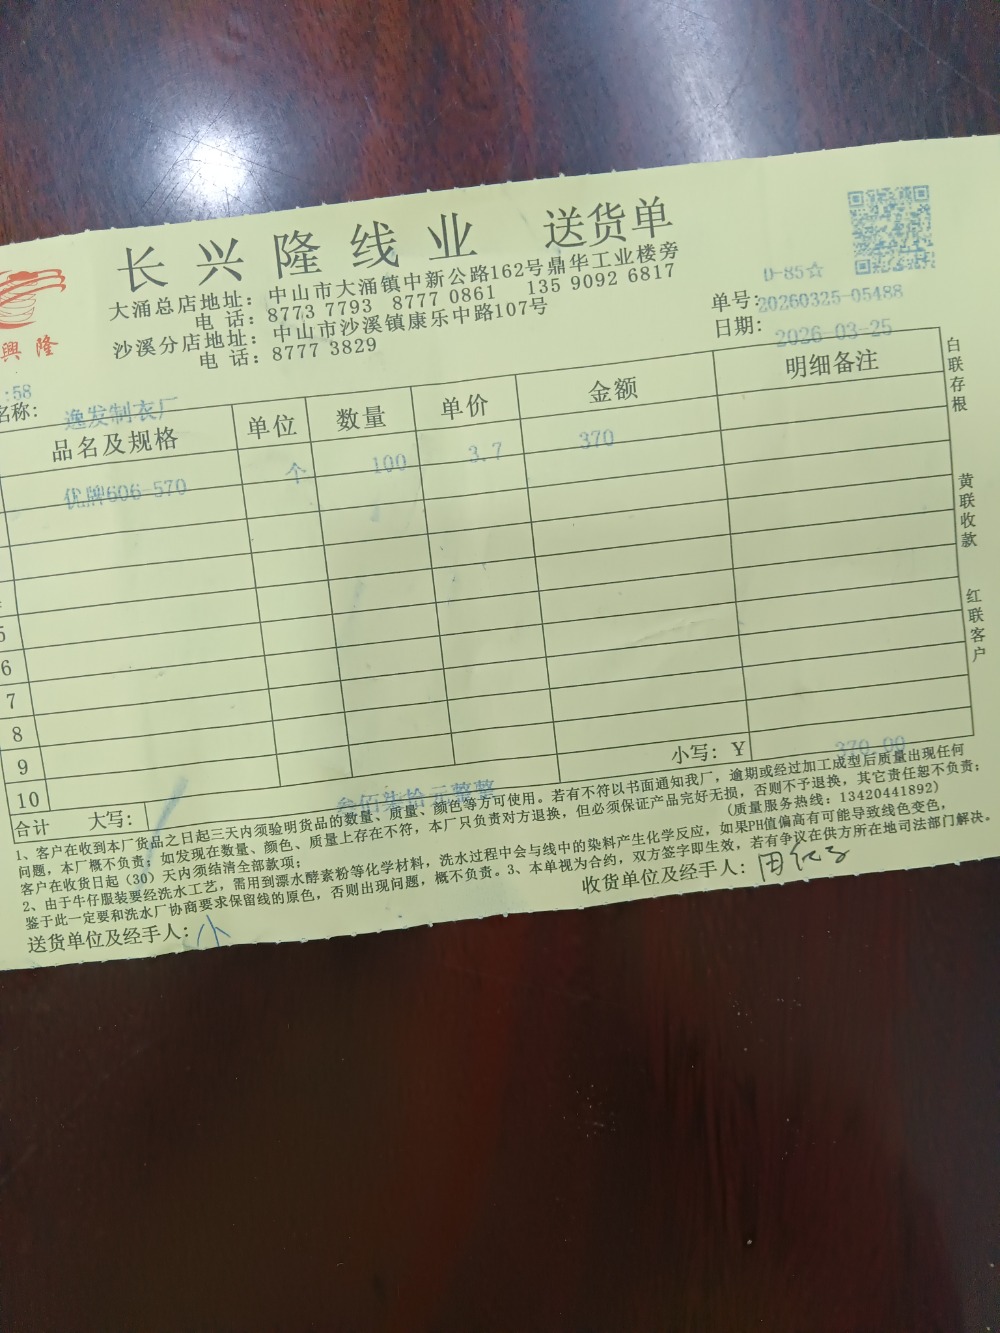 长兴隆线业 送货单
大涌总店地址：中山市大涌镇中新公路162号鼎华工业楼旁
电 话：8773 7793 8777 0861 135 9092 6817
沙溪分店地址：中山市沙溪镇康乐中路107号
电 话：8777 3829
興 隆
D-85☆
单号：20260325-05488
日期：2026-03-25
:58
名称：逸发制衣厂
品名及规格 单位 数量 单价 金额 明细备注
优牌606-570 个 100 3.7 370
5
6
7
8
9
10
小写：Y 370.00
合计 大写：叁佰柒拾元整整
1、客户在收到本厂货品之日起三天内须验明货品的数量、质量、颜色等方可使用。若有不符以书面通知我厂，逾期或经过加工成型后质量出现任何
问题，本厂概不负责；如发现在数量、颜色、质量上存在不符，本厂只负责对方退换，但必须保证产品完好无损，否则不予退换，其它责任恕不负责；
客户在收货日起（30）天内须结清全部款项； （质量服务热线：13420441892）
2、由于牛仔服装要经洗水工艺，需用到漂水酵素粉等化学材料，洗水过程中会与线中的染料产生化学反应，如果PH值偏高有可能导致线色变色，
鉴于此一定要和洗水厂协商要求保留线的原色，否则出现问题，概不负责。3、本单视为合约，双方签字即生效，若有争议在供方所在地司法部门解决。
送货单位及经手人：小 收货单位及经手人：田
白联存根
黄联收款
红联客户